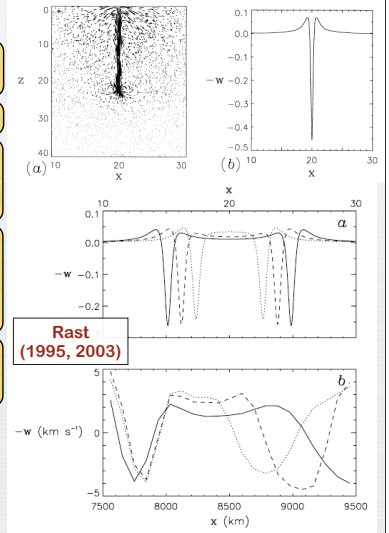 0
10
20
30
40
z
10
20
30
x
(a)
0.1
0.0
-0.1
-0.2
-0.3
-0.4
-0.5
-w
10
20
30
x
(b)
x
10
20
30
0.1
0.0
-0.1
-0.2
-w
a
Rast
(1995, 2003)
5
0
-5
-w (km s⁻¹)
b
7500
8000
8500
9000
9500
x (km)